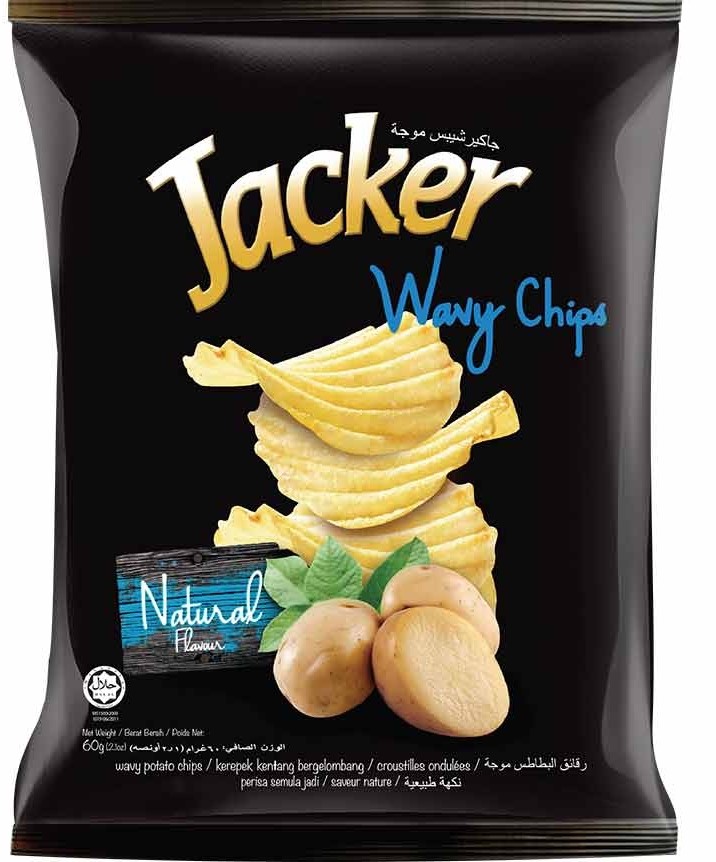 جاكير شيبس موجة
Jacker
Wavy Chips
Natural
Flavour
حلال
Net Weight / Berat Bersih / Poids Net:
60g (2.1oz) الوزن الصافي: ٦٠ غرام (٢٫١ أونصه)
wavy potato chips / kerepek kentang bergelombang / croustilles ondulées / رقائق البطاطس موجة
perisa semula jadi / saveur nature / نكهة طبيعية